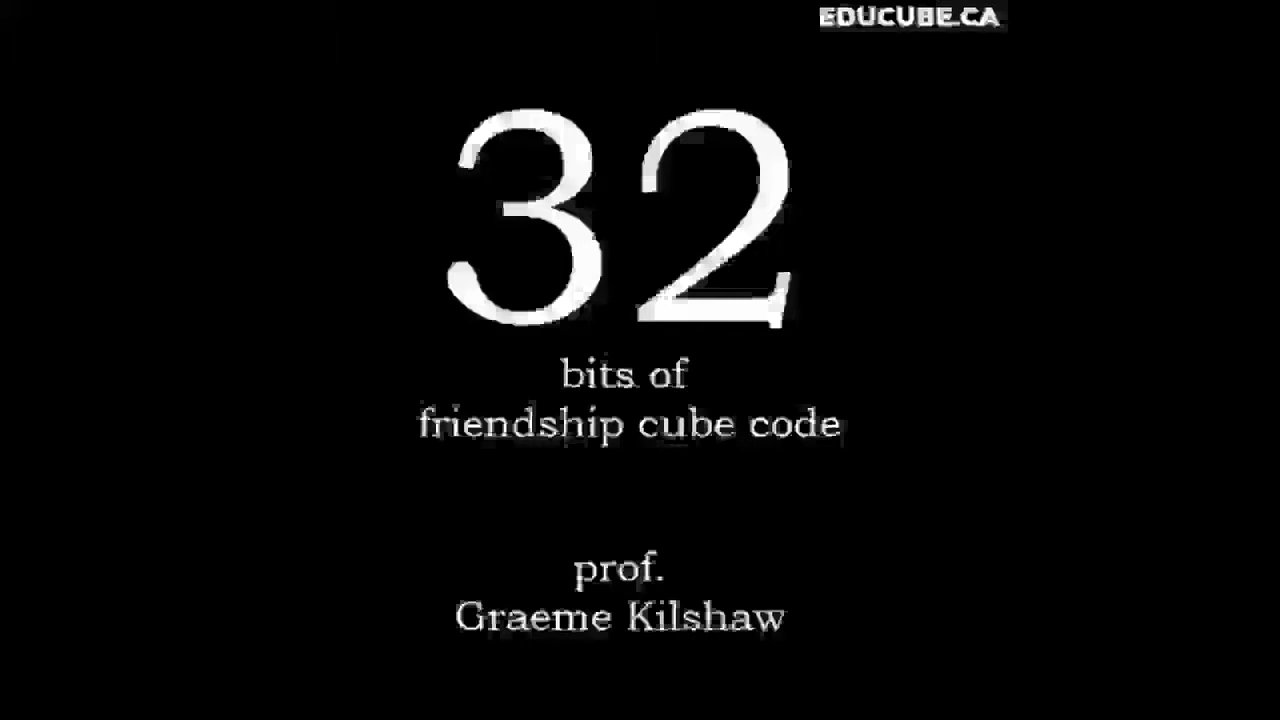 EDUCUBE.CA
32
bits of
friendship cube code
prof.
Graeme Kilshaw